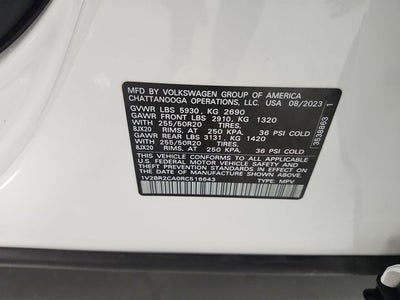 MFD. BY VOLKSWAGEN GROUP OF AMERICA
CHATTANOOGA OPERATIONS, LLC. USA 08/2023
GVWR LBS 5930, KG 2690
GAWR FRONT LBS 2910, KG 1320
WITH 255/50R20 TIRES,
8JX20 RIMS. AT 250 KPA. 36 PSI COLD
GAWR REAR LBS 3131, KG 1420
WITH 255/50R20 TIRES,
8JX20 RIMS. AT 250 KPA. 36 PSI COLD
THIS VEHICLE CONFORMS TO ALL APPLICABLE
U.S. FEDERAL MOTOR VEHICLE SAFETY
STANDARDS IN EFFECT ON THE DATE OF
MANUFACTURE SHOWN ABOVE.
1V2BR2CA0RC516643 TYPE: MPV
3538863 1